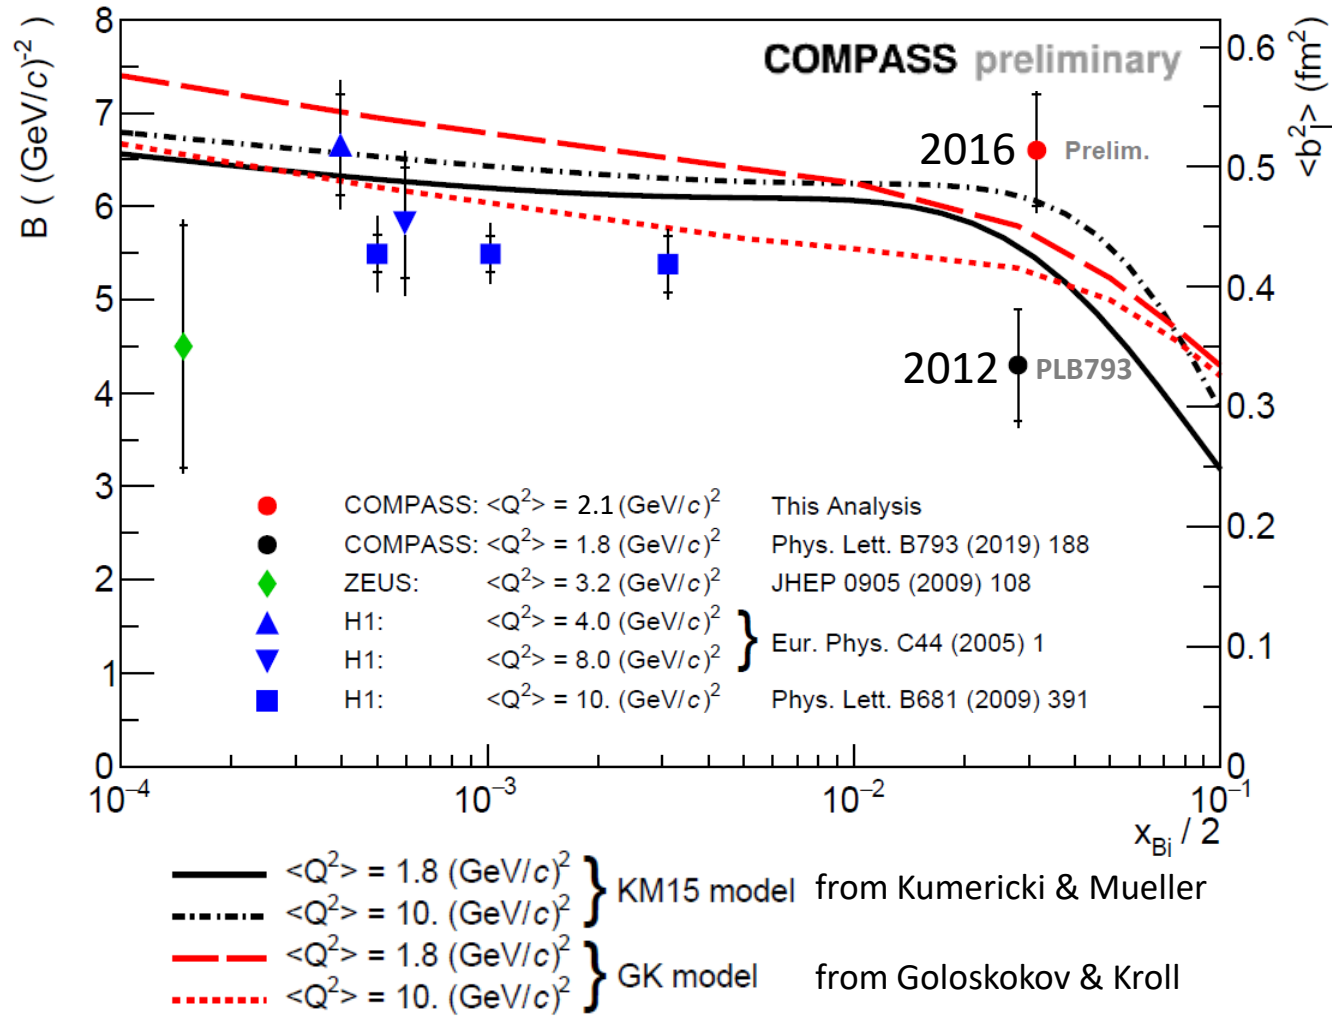 B ( (GeV/c)⁻²)
8
7
6
5
4
3
2
1
0
COMPASS preliminary
2016 Prelim.
2012 PLB793
COMPASS: <Q²> = 2.1 (GeV/c)² This Analysis
COMPASS: <Q²> = 1.8 (GeV/c)² Phys. Lett. B793 (2019) 188
ZEUS: <Q²> = 3.2 (GeV/c)² JHEP 0905 (2009) 108
H1: <Q²> = 4.0 (GeV/c)²
} Eur. Phys. C44 (2005) 1
H1: <Q²> = 8.0 (GeV/c)²
H1: <Q²> = 10. (GeV/c)² Phys. Lett. B681 (2009) 391
<b²⊥> (fm²)
0.6
0.5
0.4
0.3
0.2
0.1
0
10⁻⁴ 10⁻³ 10⁻² 10⁻¹
x_Bj / 2
<Q²> = 1.8 (GeV/c)²
} KM15 model from Kumericki & Mueller
<Q²> = 10. (GeV/c)²
<Q²> = 1.8 (GeV/c)²
} GK model from Goloskokov & Kroll
<Q²> = 10. (GeV/c)²